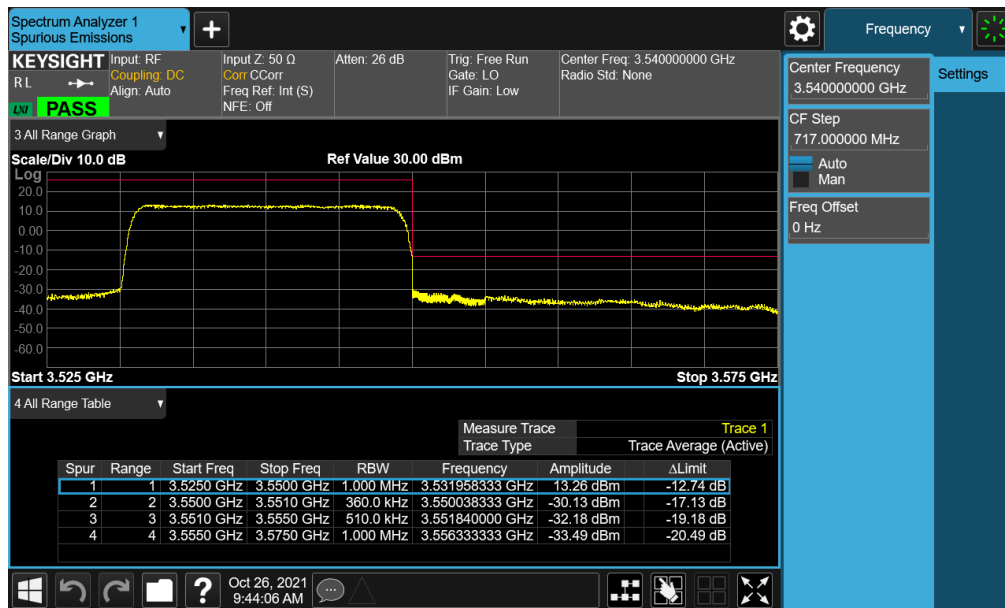 Spectrum Analyzer 1
Spurious Emissions
Frequency
KEYSIGHT
R L
LXI PASS
Input: RF
Coupling: DC
Align: Auto
Input Z: 50 Ω
Corr CCorr
Freq Ref: Int (S)
NFE: Off
Atten: 26 dB
Trig: Free Run
Gate: LO
IF Gain: Low
Center Freq: 3.540000000 GHz
Radio Std: None
Center Frequency
3.540000000 GHz
Settings
CF Step
717.000000 MHz
Auto
Man
Freq Offset
0 Hz
3 All Range Graph
Scale/Div 10.0 dB
Ref Value 30.00 dBm
Log
20.0
10.0
0.00
-10.0
-20.0
-30.0
-40.0
-50.0
-60.0
Start 3.525 GHz
Stop 3.575 GHz
4 All Range Table
Measure Trace Trace 1
Trace Type Trace Average (Active)
Spur Range Start Freq Stop Freq RBW Frequency Amplitude ΔLimit
1 1 3.5250 GHz 3.5500 GHz 1.000 MHz 3.531958333 GHz 13.26 dBm -12.74 dB
2 2 3.5500 GHz 3.5510 GHz 360.0 kHz 3.550038333 GHz -30.13 dBm -17.13 dB
3 3 3.5510 GHz 3.5550 GHz 510.0 kHz 3.551840000 GHz -32.18 dBm -19.18 dB
4 4 3.5550 GHz 3.5750 GHz 1.000 MHz 3.556333333 GHz -33.49 dBm -20.49 dB
?
Oct 26, 2021
9:44:06 AM